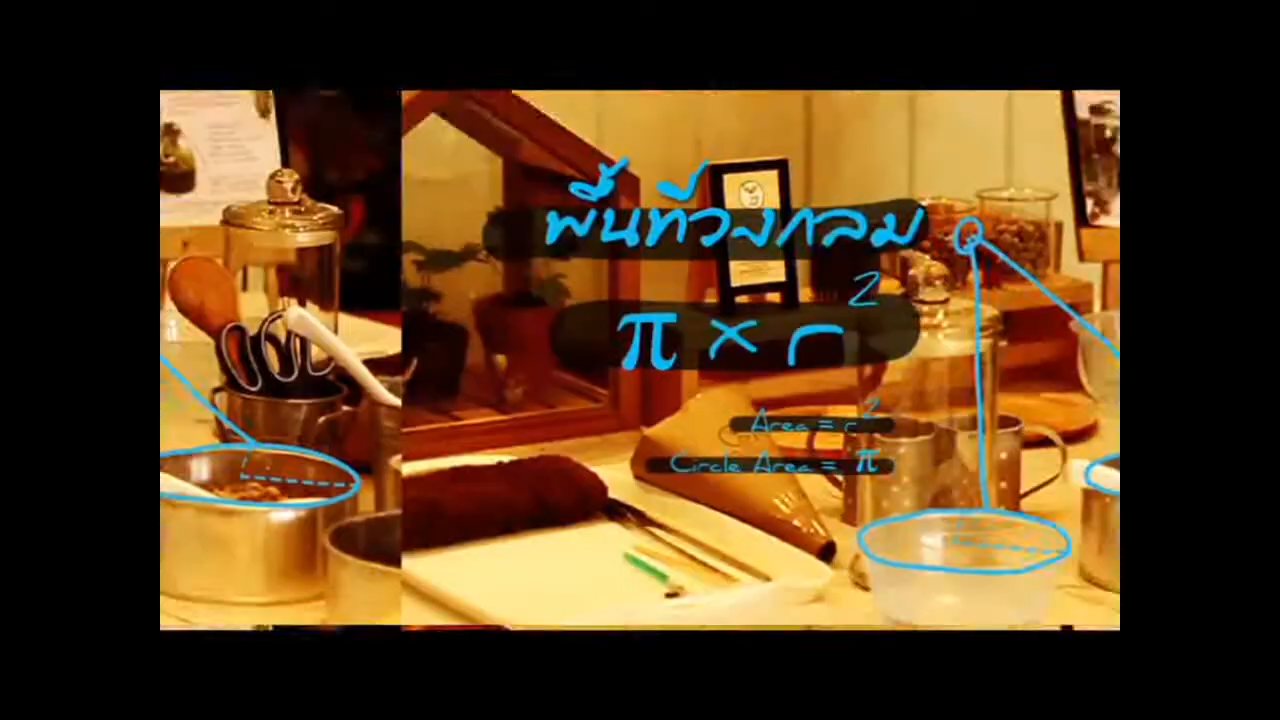 พื้นที่วงกลม
π × r²
Area = r²
Circle Area = π